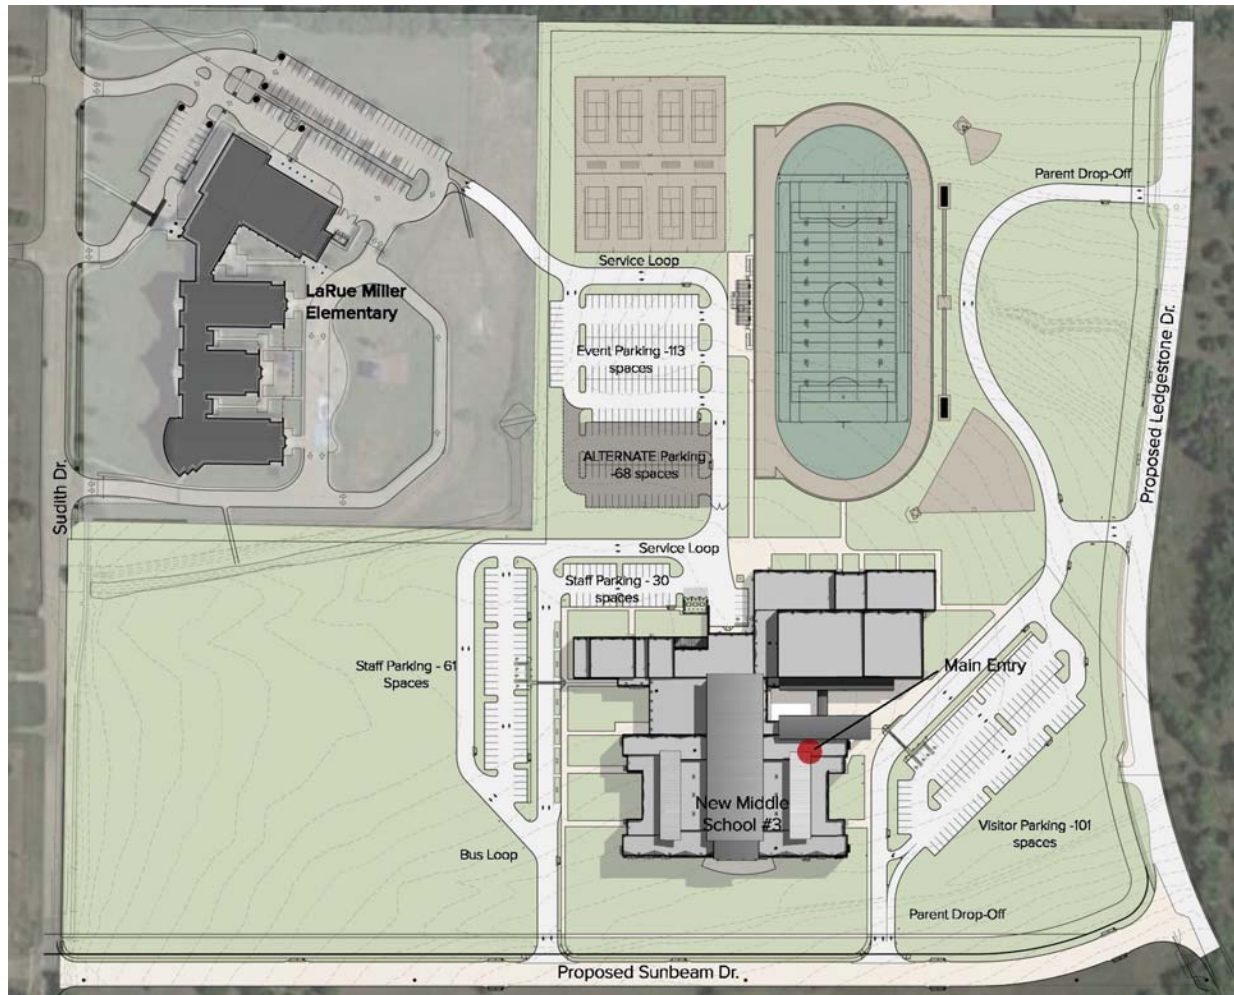 Parent Drop-Off
Service Loop
LaRue Miller
Elementary
Event Parking -113
spaces
Proposed Ledgestone Dr.
ALTERNATE Parking
-68 spaces
Sudith Dr.
Service Loop
Staff Parking - 30
spaces
Staff Parking - 61
Spaces
Main Entry
New Middle
School #3
Visitor Parking -101
spaces
Bus Loop
Parent Drop-Off
Proposed Sunbeam Dr.